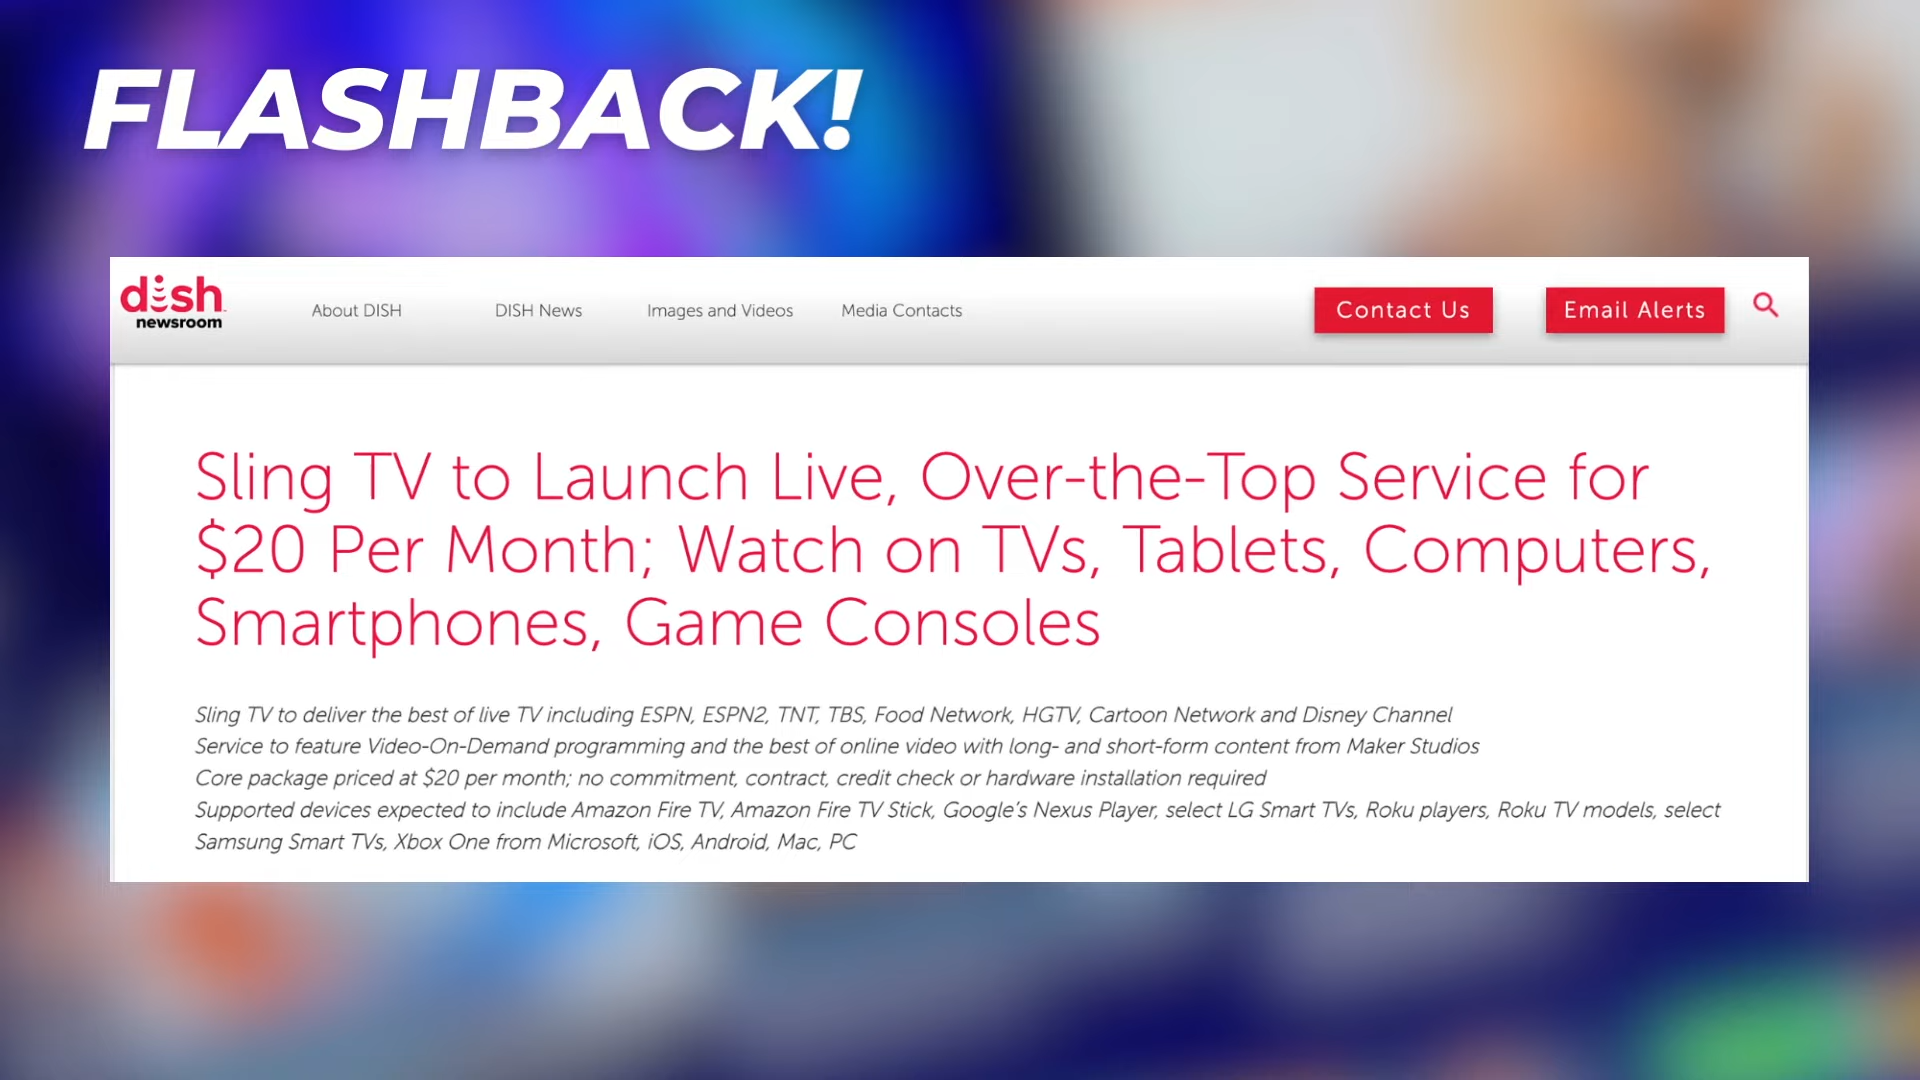 FLASHBACK!
dish
newsroom
About DISH
DISH News
Images and Videos
Media Contacts
Contact Us
Email Alerts
Sling TV to Launch Live, Over-the-Top Service for
$20 Per Month; Watch on TVs, Tablets, Computers,
Smartphones, Game Consoles
Sling TV to deliver the best of live TV including ESPN, ESPN2, TNT, TBS, Food Network, HGTV, Cartoon Network and Disney Channel
Service to feature Video-On-Demand programming and the best of online video with long- and short-form content from Maker Studios
Core package priced at $20 per month; no commitment, contract, credit check or hardware installation required
Supported devices expected to include Amazon Fire TV, Amazon Fire TV Stick, Google’s Nexus Player, select LG Smart TVs, Roku players, Roku TV models, select
Samsung Smart TVs, Xbox One from Microsoft, iOS, Android, Mac, PC